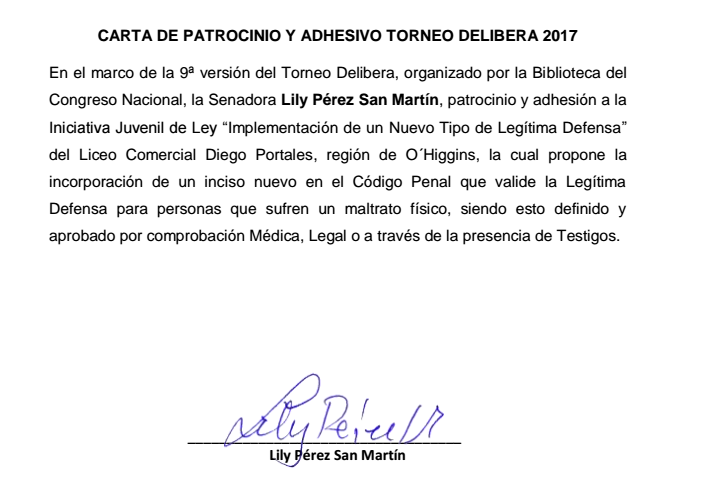 CARTA DE PATROCINIO Y ADHESIVO TORNEO DELIBERA 2017
En el marco de la 9ª versión del Torneo Delibera, organizado por la Biblioteca del
Congreso Nacional, la Senadora Lily Pérez San Martín, patrocinio y adhesión a la
Iniciativa Juvenil de Ley “Implementación de un Nuevo Tipo de Legítima Defensa”
del Liceo Comercial Diego Portales, región de O´Higgins, la cual propone la
incorporación de un inciso nuevo en el Código Penal que valide la Legítima
Defensa para personas que sufren un maltrato físico, siendo esto definido y
aprobado por comprobación Médica, Legal o a través de la presencia de Testigos.
Lily Pérez
Lily Pérez San Martín